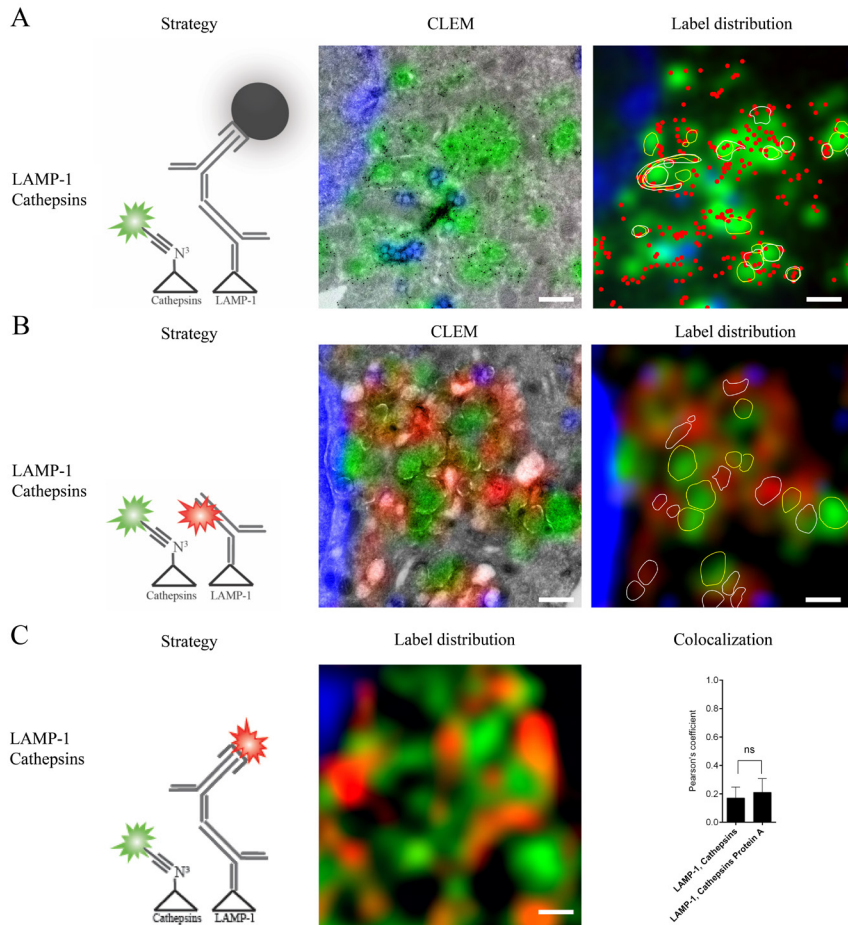 A
Strategy
CLEM
Label distribution
LAMP-1
Cathepsins
N3
Cathepsins
LAMP-1
B
Strategy
CLEM
Label distribution
LAMP-1
Cathepsins
N3
Cathepsins
LAMP-1
C
Strategy
Label distribution
Colocalization
LAMP-1
Cathepsins
N3
Cathepsins
LAMP-1
Pearson's coefficient
1.0
0.8
0.6
0.4
0.2
0.0
ns
LAMP-1, Cathepsins
LAMP-1, Cathepsins Protein A